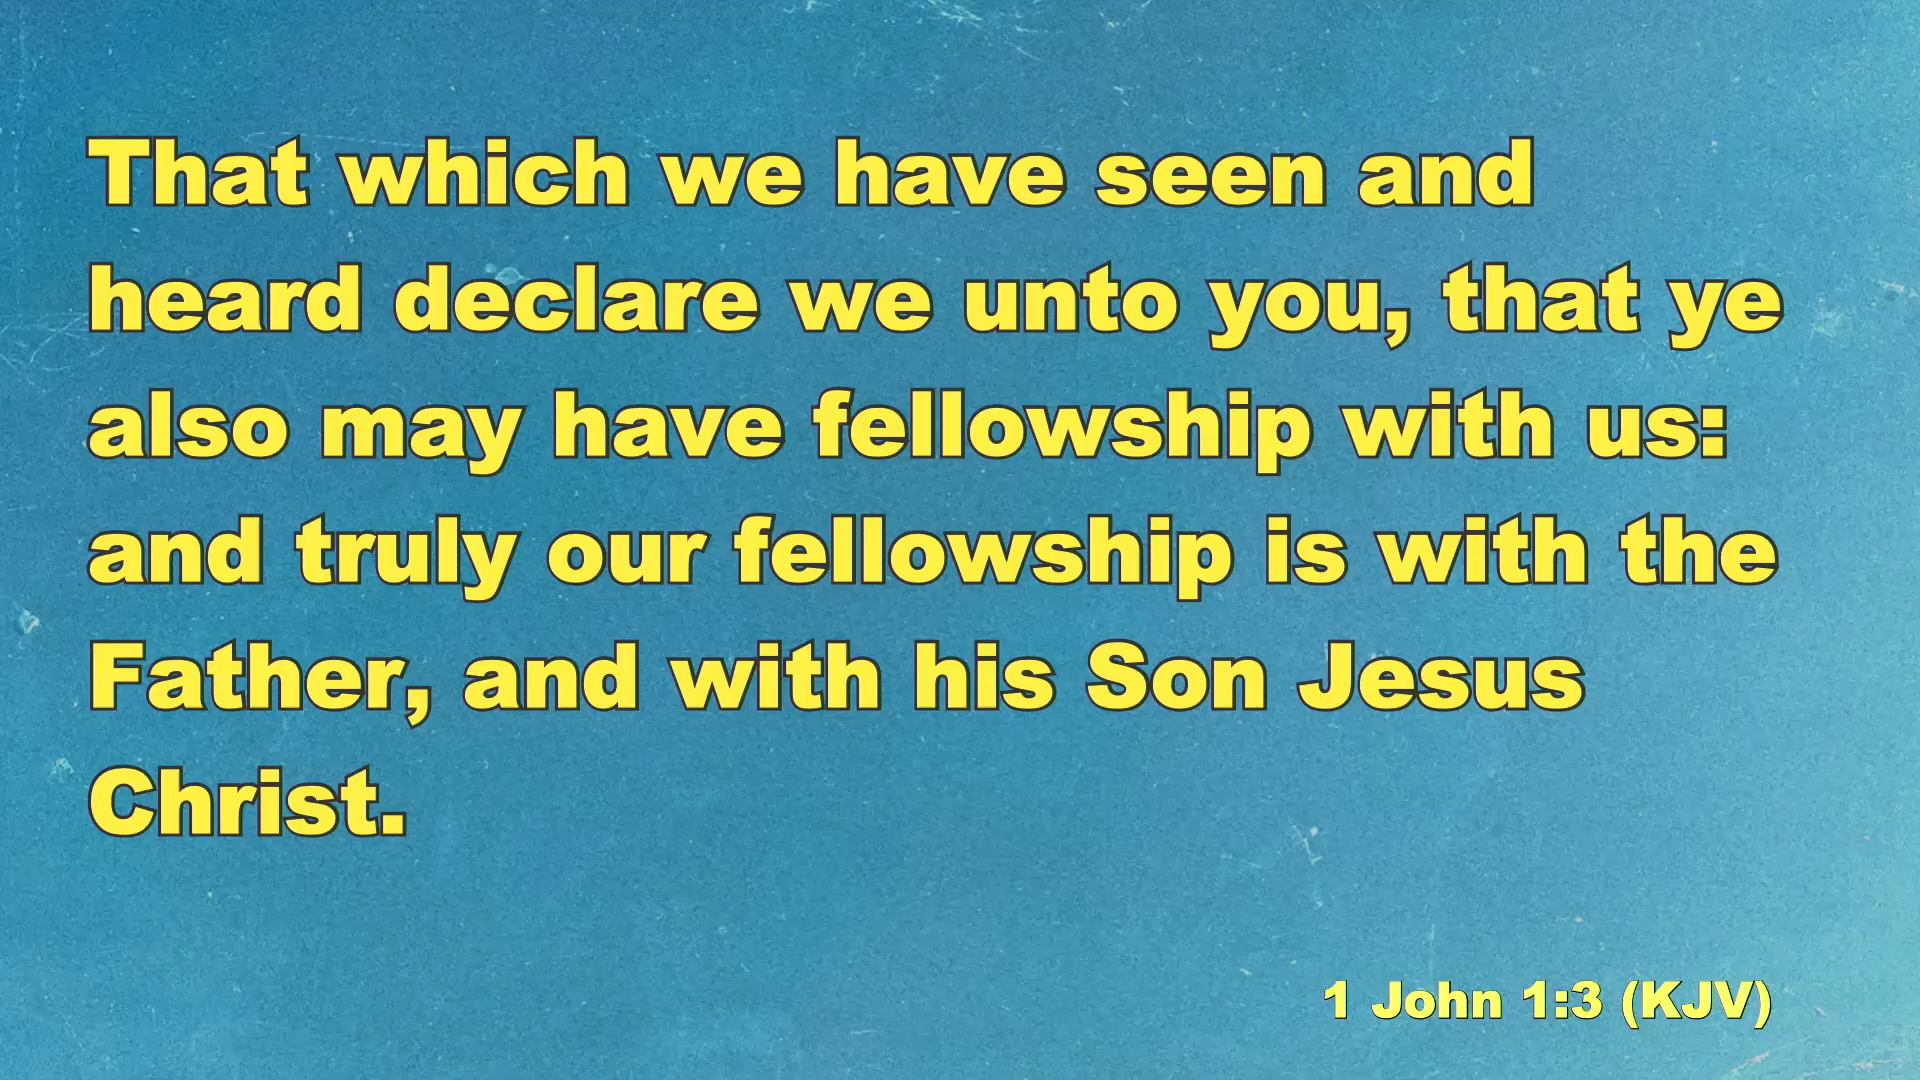 That which we have seen and
heard declare we unto you, that ye
also may have fellowship with us:
and truly our fellowship is with the
Father, and with his Son Jesus
Christ.
1 John 1:3 (KJV)